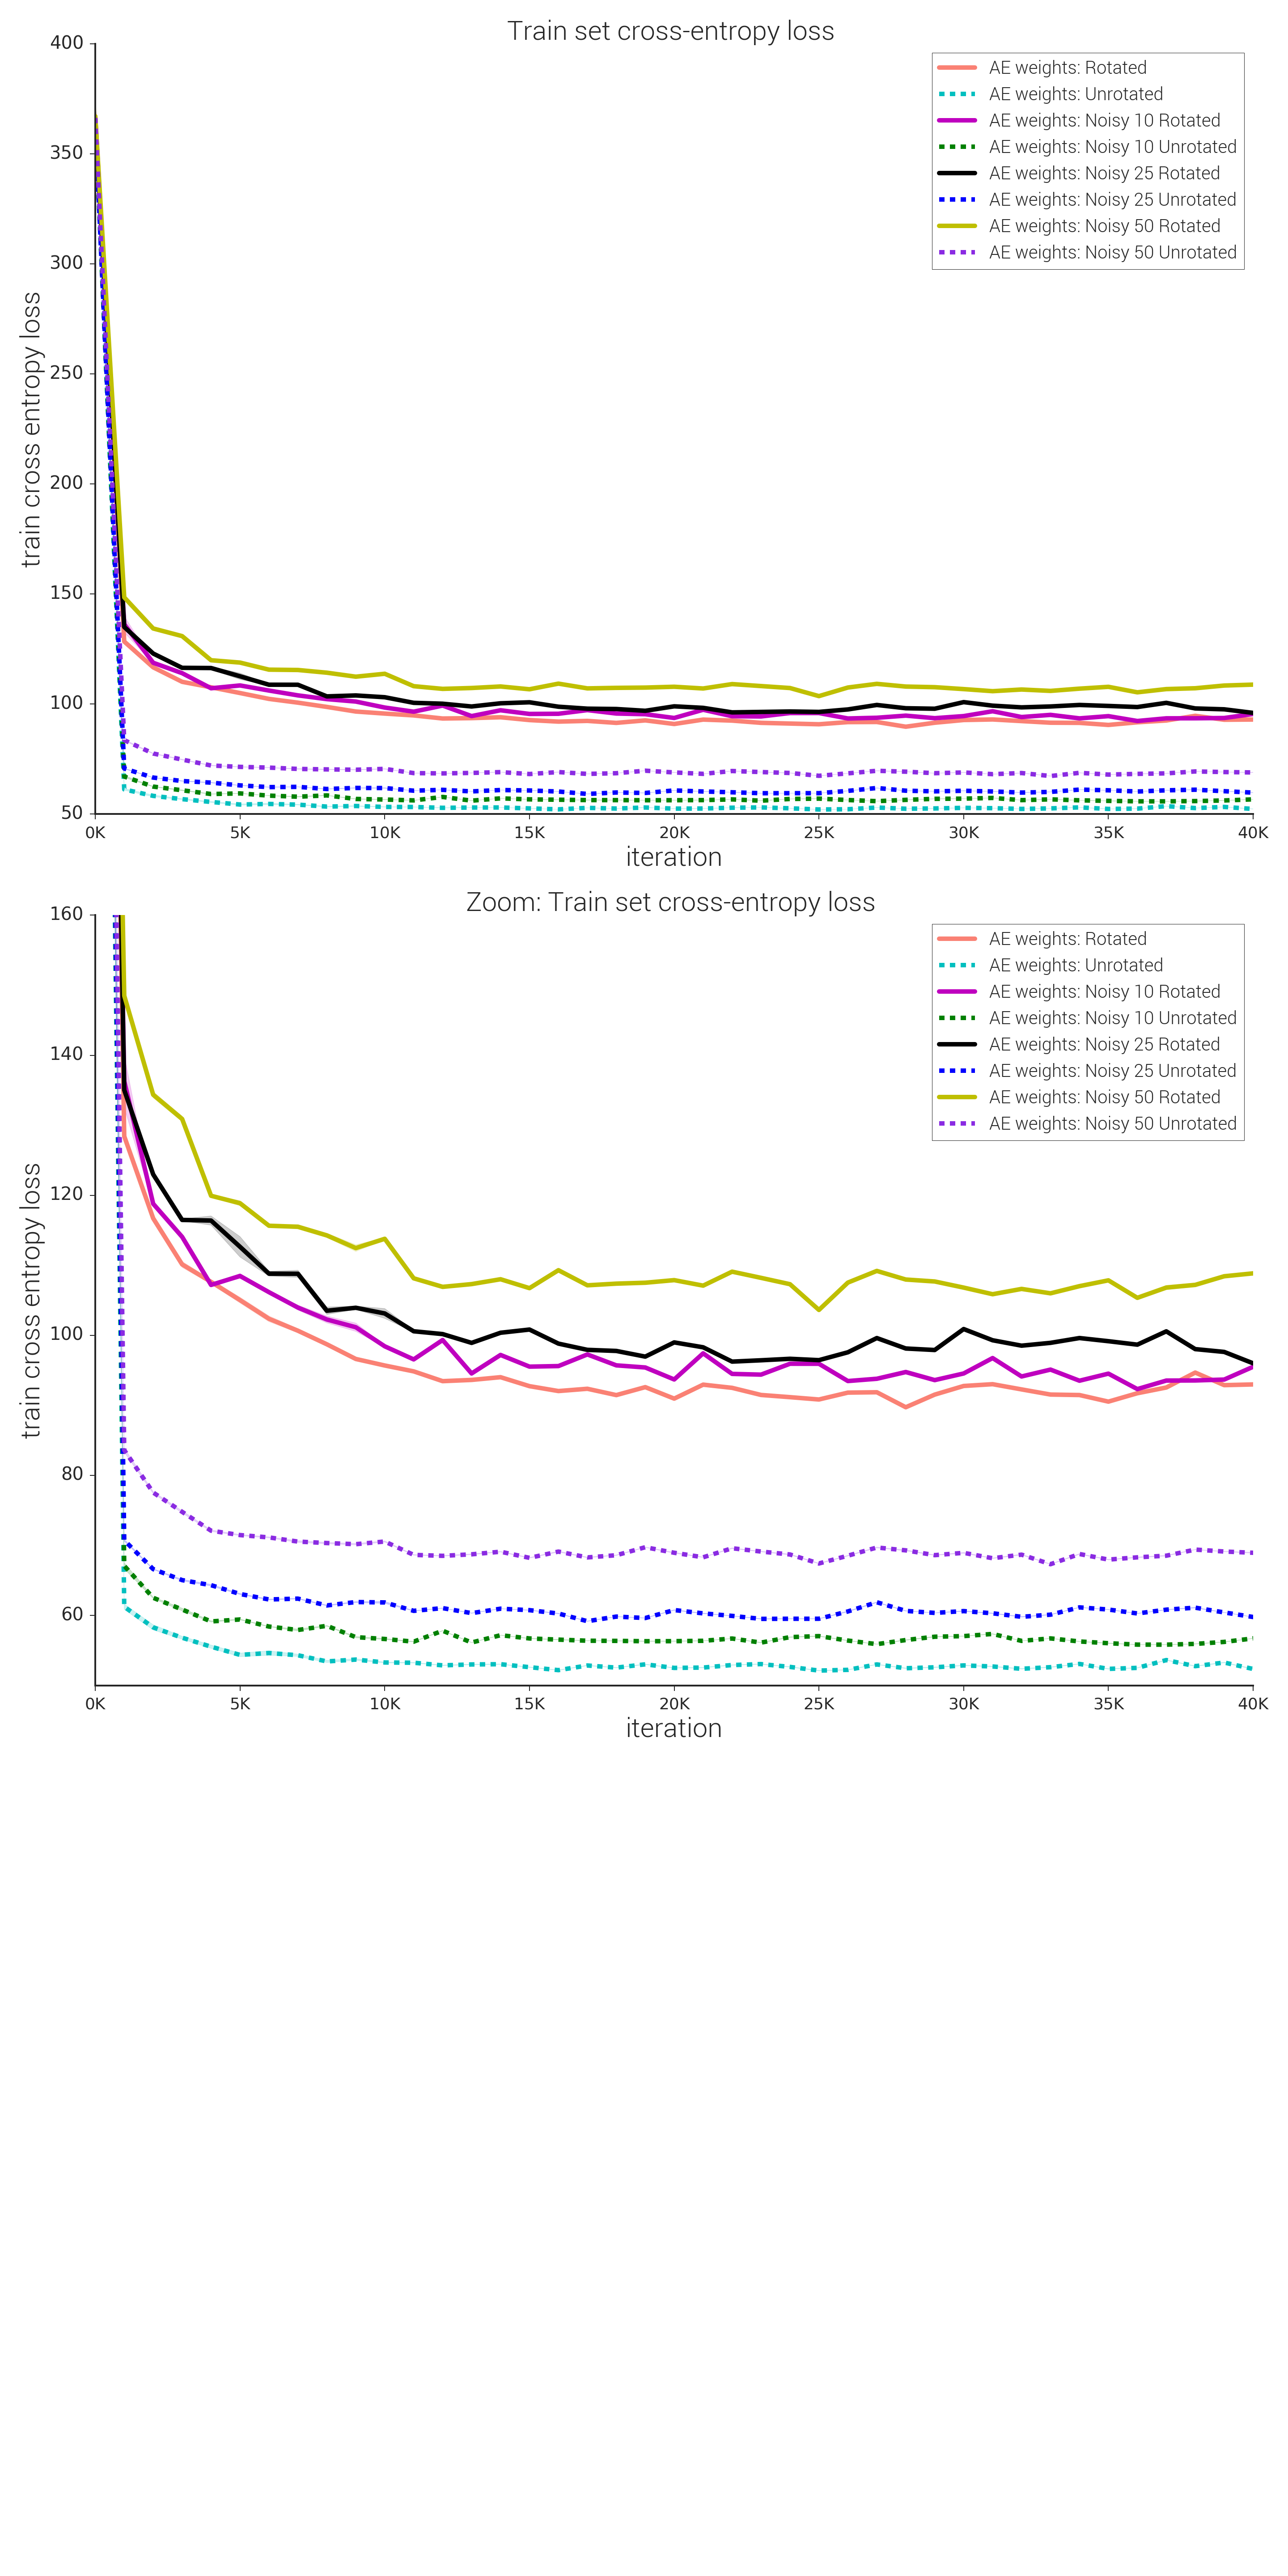 Train set cross-entropy loss
400
350
300
250
200
150
100
50
train cross entropy loss
AE weights: Rotated
AE weights: Unrotated
AE weights: Noisy 10 Rotated
AE weights: Noisy 10 Unrotated
AE weights: Noisy 25 Rotated
AE weights: Noisy 25 Unrotated
AE weights: Noisy 50 Rotated
AE weights: Noisy 50 Unrotated
0K 5K 10K 15K 20K 25K 30K 35K 40K
iteration
Zoom: Train set cross-entropy loss
160
140
120
100
80
60
train cross entropy loss
AE weights: Rotated
AE weights: Unrotated
AE weights: Noisy 10 Rotated
AE weights: Noisy 10 Unrotated
AE weights: Noisy 25 Rotated
AE weights: Noisy 25 Unrotated
AE weights: Noisy 50 Rotated
AE weights: Noisy 50 Unrotated
0K 5K 10K 15K 20K 25K 30K 35K 40K
iteration